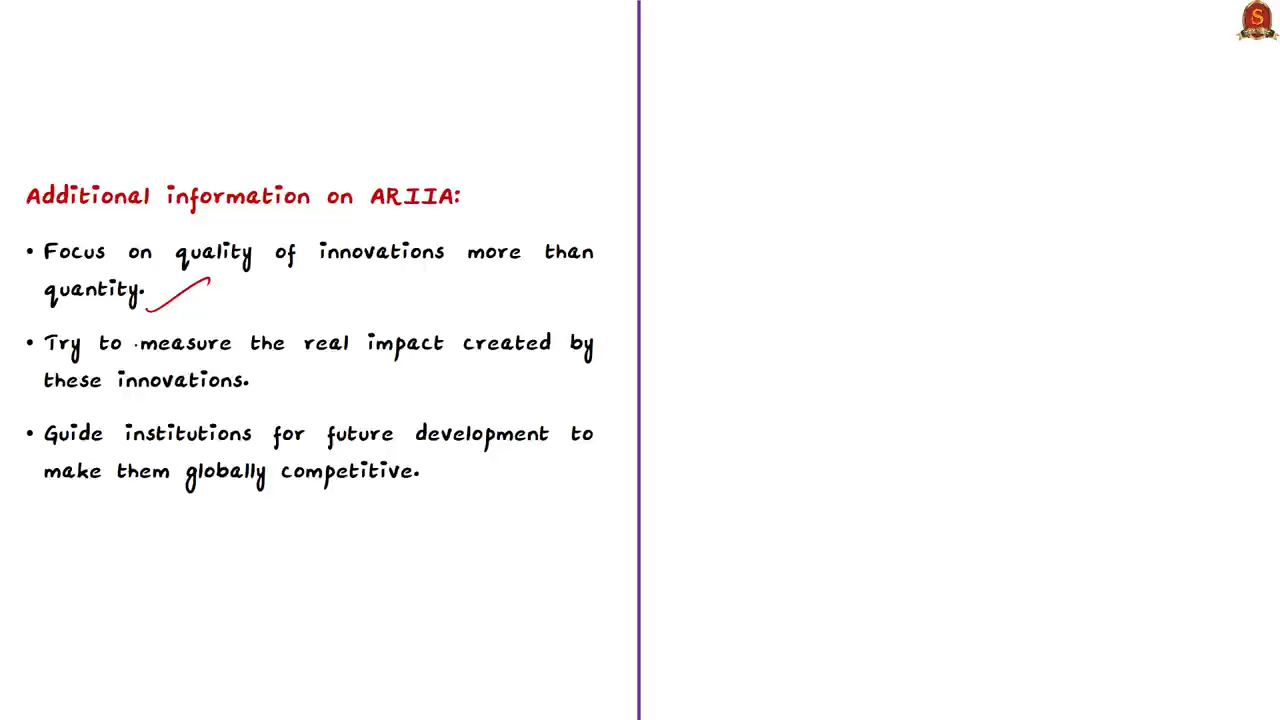 Additional information on ARIIA:
• Focus on quality of innovations more than
quantity.
• Try to measure the real impact created by
these innovations.
• Guide institutions for future development to
make them globally competitive.
S